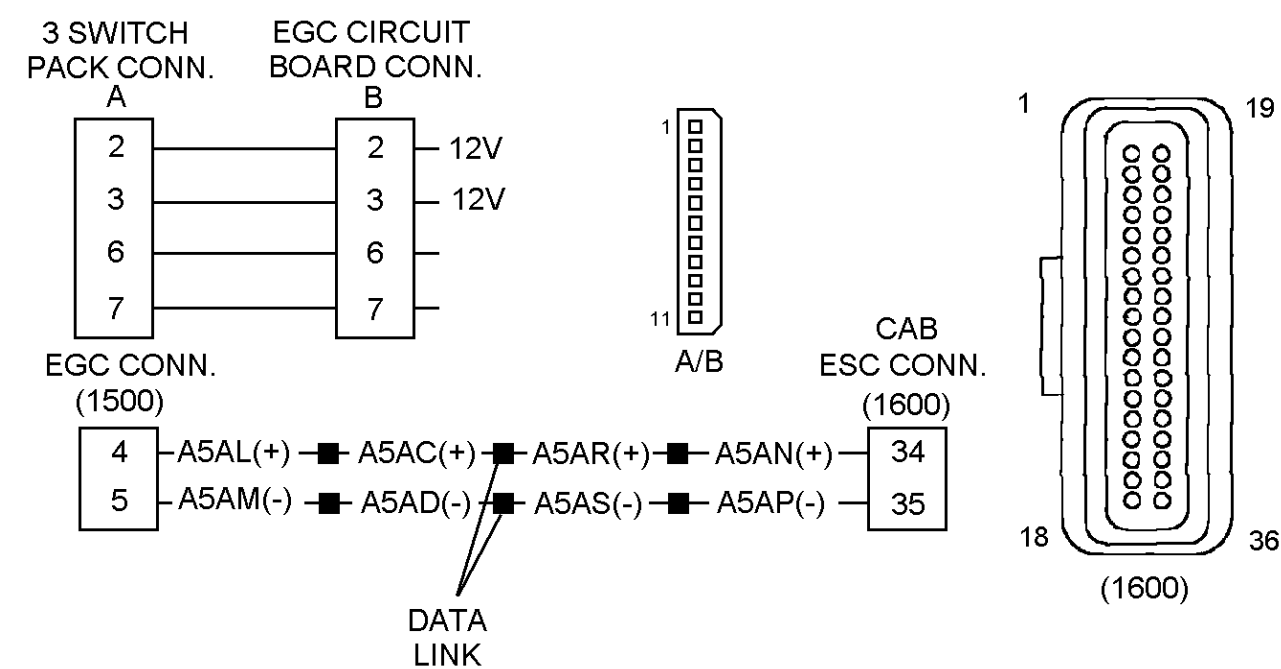 3 SWITCH
PACK CONN.
A
EGC CIRCUIT
BOARD CONN.
B
2
2
12V
3
3
12V
6
6
7
7
EGC CONN.
(1500)
1
11
A/B
CAB
ESC CONN.
(1600)
4
A5AL(+)
A5AC(+)
A5AR(+)
A5AN(+)
34
5
A5AM(-)
A5AD(-)
A5AS(-)
A5AP(-)
35
DATA
LINK
1
19
18
36
(1600)